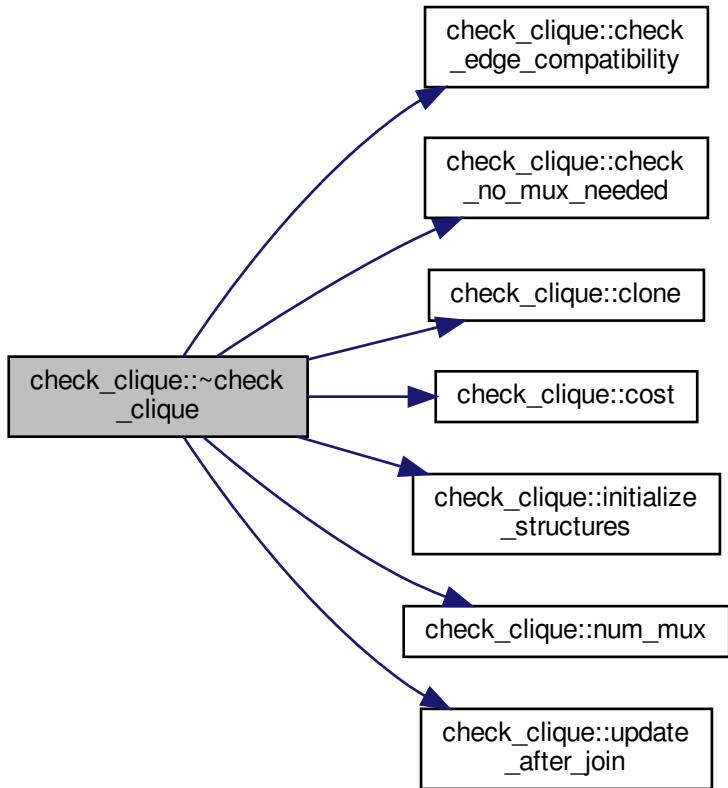 check_clique::check
_edge_compatibility
check_clique::check
_no_mux_needed
check_clique::clone
check_clique::~check
_clique
check_clique::cost
check_clique::initialize
_structures
check_clique::num_mux
check_clique::update
_after_join